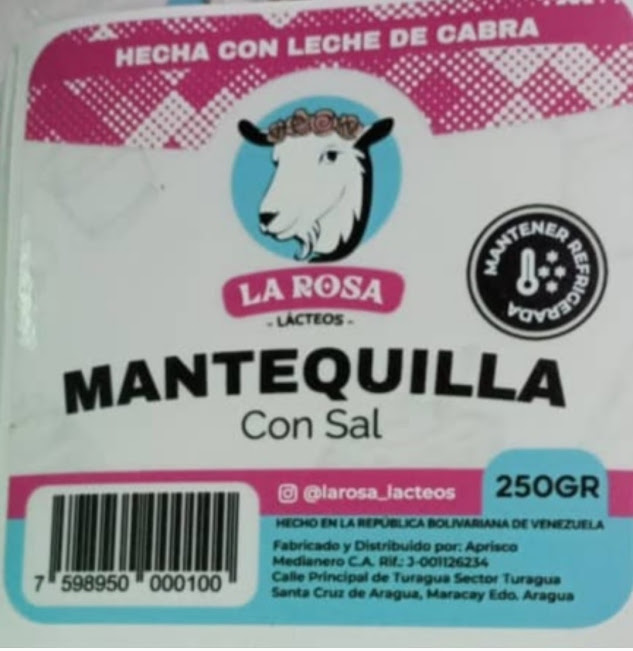 HECHA CON LECHE DE CABRA
LA ROSA
- LÁCTEOS -
MANTENER REFRIGERADA
MANTEQUILLA
Con Sal
@larosa_lacteos
250GR
HECHO EN LA REPÚBLICA BOLIVARIANA DE VENEZUELA
Fabricado y Distribuido por: Aprisco
Medianero C.A. Rif.: J-001126234
Calle Principal de Turagua Sector Turagua
Santa Cruz de Aragua, Maracay Edo. Aragua
7 598950 000100